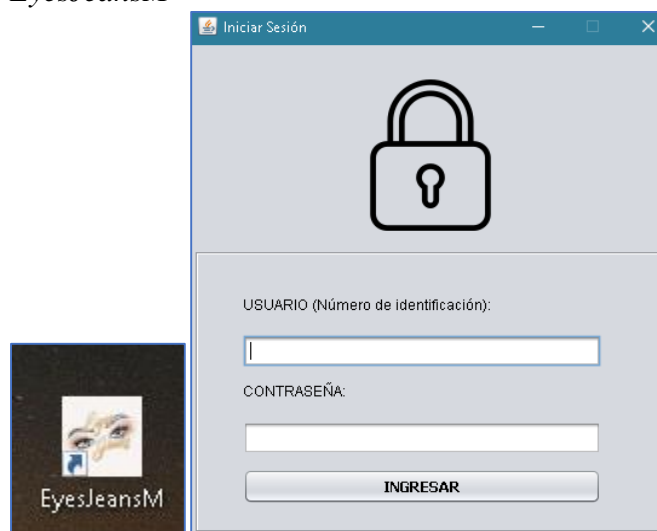 EyesJeansM
Iniciar Sesión
USUARIO (Número de identificación):
CONTRASEÑA:
INGRESAR
EyesJeansM